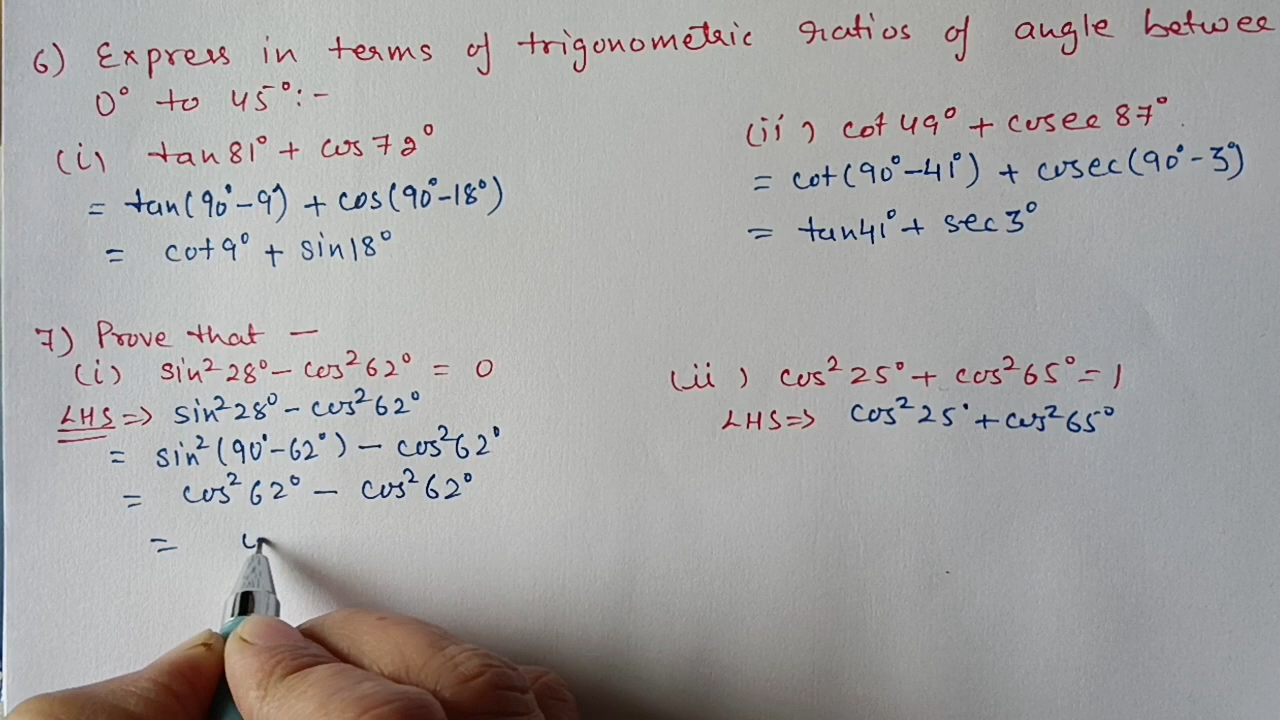 6) Express in terms of trigonometric ratios of angle betwee
0° to 45°:-
(i) tan81° + cos72°
= tan(90°-9°) + cos(90°-18°)
= cot9° + sin18°
(ii) cot49° + cosec87°
= cot(90°-41°) + cosec(90°-3°)
= tan41° + sec3°
7) Prove that —
(i) sin²28° - cos²62° = 0
LHS => sin²28° - cos²62°
= sin²(90°-62°) - cos²62°
= cos²62° - cos²62°
=
(ii) cos²25° + cos²65° = 1
LHS => cos²25° + cos²65°